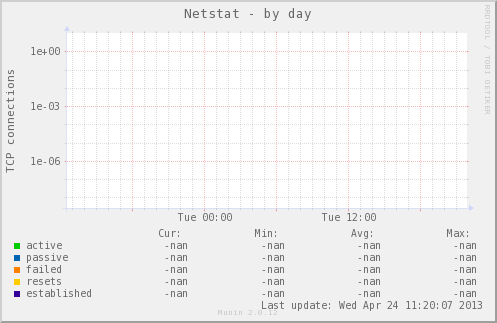 Netstat - by day
RRDTOOL / TOBI OETIKER
TCP connections
1e+00
1e-03
1e-06
Tue 00:00 Tue 12:00
Cur: Min: Avg: Max:
active -nan -nan -nan -nan
passive -nan -nan -nan -nan
failed -nan -nan -nan -nan
resets -nan -nan -nan -nan
established -nan -nan -nan -nan
Last update: Wed Apr 24 11:20:07 2013
Munin 2.0.12